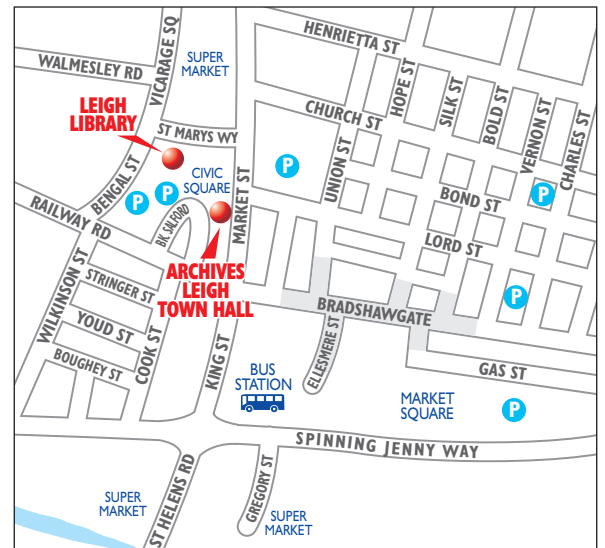 HENRIETTA ST
VICARAGE SQ
WALMESLEY RD
SUPER
MARKET
HOPE ST
SILK ST
BOLD ST
VERNON ST
CHARLES ST
LEIGH
LIBRARY
ST MARYS WY
CHURCH ST
BENGAL ST
CIVIC
SQUARE
P
P
P
P
UNION ST
MARKET ST
BOND ST
RAILWAY RD
BK SALFORD
LORD ST
ARCHIVES
LEIGH
TOWN HALL
WILKINSON ST
STRINGER ST
P
BRADSHAWGATE
YOUD ST
COOK ST
KING ST
ELLESMERE ST
BOUGHEY ST
BUS
STATION
GAS ST
MARKET
SQUARE
P
SPINNING JENNY WAY
ST HELENS RD
GREGORY ST
SUPER
MARKET
SUPER
MARKET